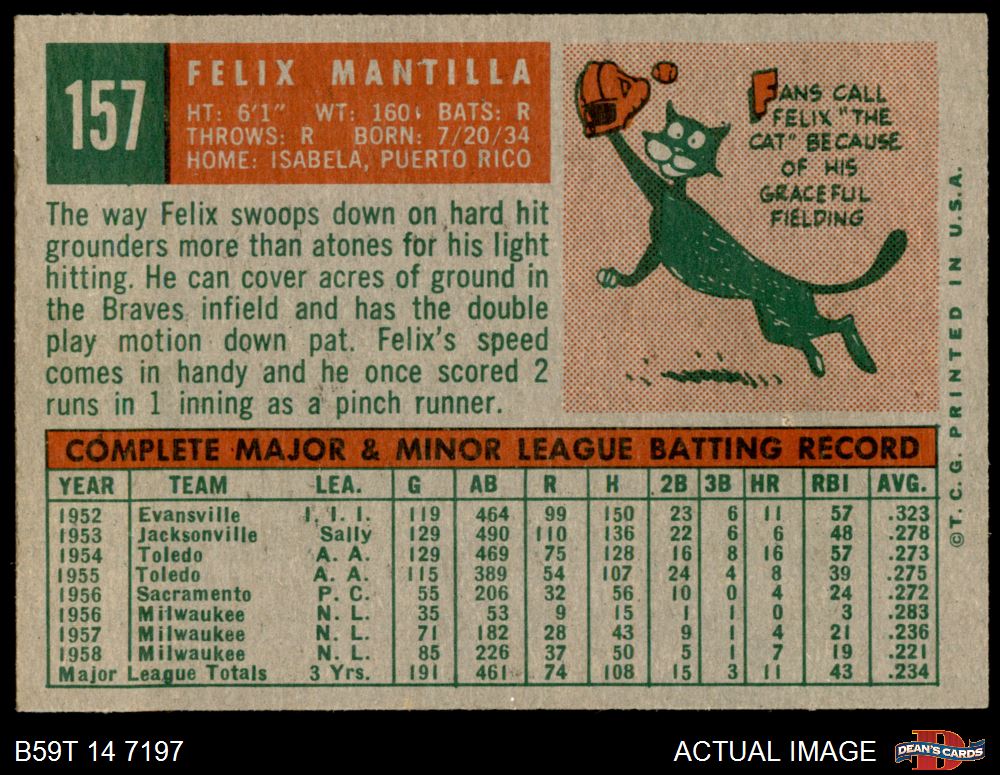 157
FELIX MANTILLA
HT: 6'1" WT: 160 BATS: R
THROWS: R BORN: 7/20/34
HOME: ISABELA, PUERTO RICO
The way Felix swoops down on hard hit
grounders more than atones for his light
hitting. He can cover acres of ground in
the Braves infield and has the double
play motion down pat. Felix's speed
comes in handy and he once scored 2
runs in 1 inning as a pinch runner.
FANS CALL
FELIX "THE
CAT" BECAUSE
OF HIS
GRACEFUL
FIELDING
©T. C. G. PRINTED IN U.S.A.
COMPLETE MAJOR & MINOR LEAGUE BATTING RECORD
YEAR TEAM LEA. G AB R H 2B 3B HR RBI AVG.
1952 Evansville I. I. I. 119 464 99 150 23 6 11 57 .323
1953 Jacksonville Sally 129 490 110 136 22 6 6 48 .278
1954 Toledo A. A. 129 469 75 128 16 8 16 57 .273
1955 Toledo A. A. 115 389 54 107 24 4 8 39 .275
1956 Sacramento P. C. 55 206 32 56 10 0 4 24 .272
1956 Milwaukee N. L. 35 53 9 15 1 1 0 3 .283
1957 Milwaukee N. L. 71 182 28 43 9 1 4 21 .236
1958 Milwaukee N. L. 85 226 37 50 5 1 7 19 .221
Major League Totals 3 Yrs. 191 461 74 108 15 3 11 43 .234
B59T 14 7197
ACTUAL IMAGE
DEAN'S CARDS